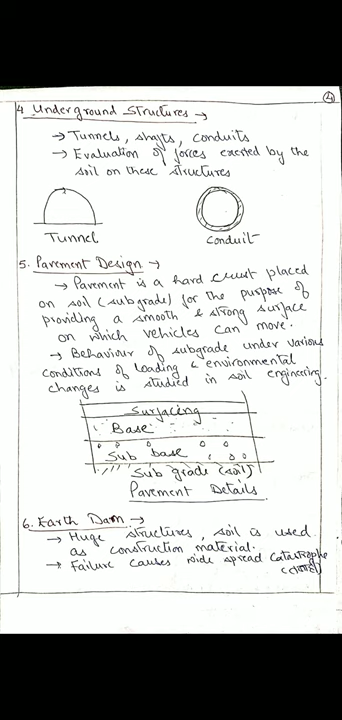 4
4 Underground Structures →
→ Tunnels, shafts, conduits
→ Evaluation of forces exerted by the
soil on these structures
Tunnel
Conduit
5. Pavement Design →
→ Pavement is a hard crust placed
on soil (subgrade) for the purpose of
providing a smooth & strong surface
on which vehicles can move.
→ Behaviour of subgrade under various
conditions of loading & environmental
changes is studied in soil engineering.
Surfacing
Base
Sub base
Sub grade (soil)
Pavement Details
6. Earth Dam →
→ Huge structures, soil is used
as construction material.
→ Failure causes wide spread catastrophe